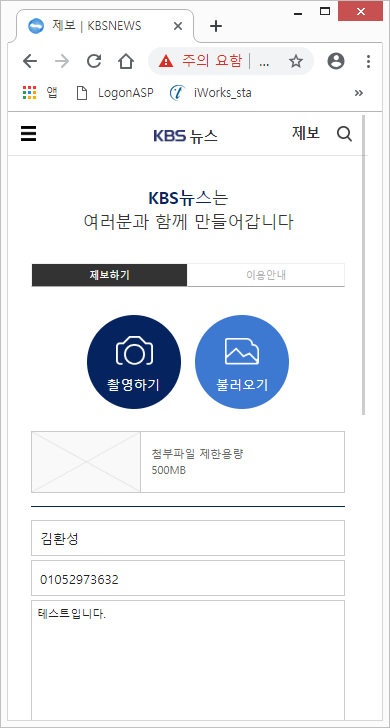 제보 | KBSNEWS
주의 요함 | ...
앱 LogonASP iWorks_sta »
KBS 뉴스 제보
KBS뉴스는
여러분과 함께 만들어갑니다
제보하기 이용안내
촬영하기 불러오기
첨부파일 제한용량
500MB
김환성
01052973632
테스트입니다.